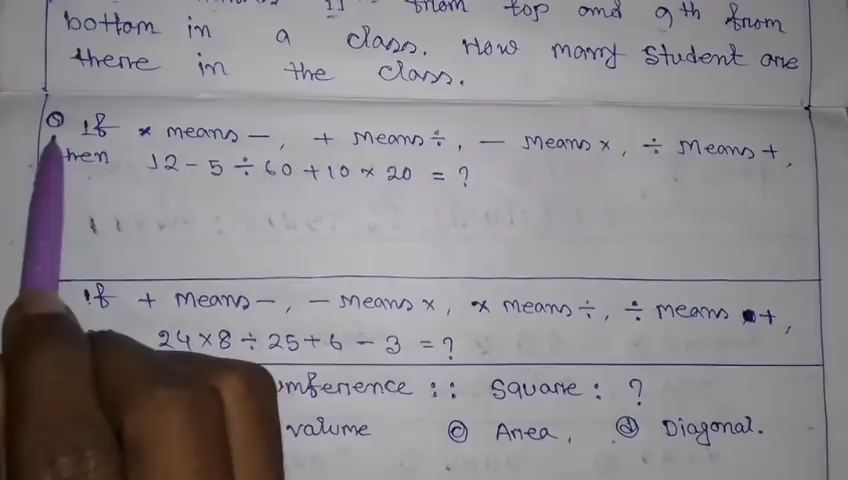 11 from top and 9th from
bottom in a class. How many student are
there in the class.
Q If × means −, + means ÷, − means ×, ÷ means +,
then 12 − 5 ÷ 60 + 10 × 20 = ?
If + means −, − means ×, × means ÷, ÷ means +,
24 × 8 ÷ 25 + 6 − 3 = ?
:: Square : ?
volume ⓒ Area. ⓓ Diagonal.